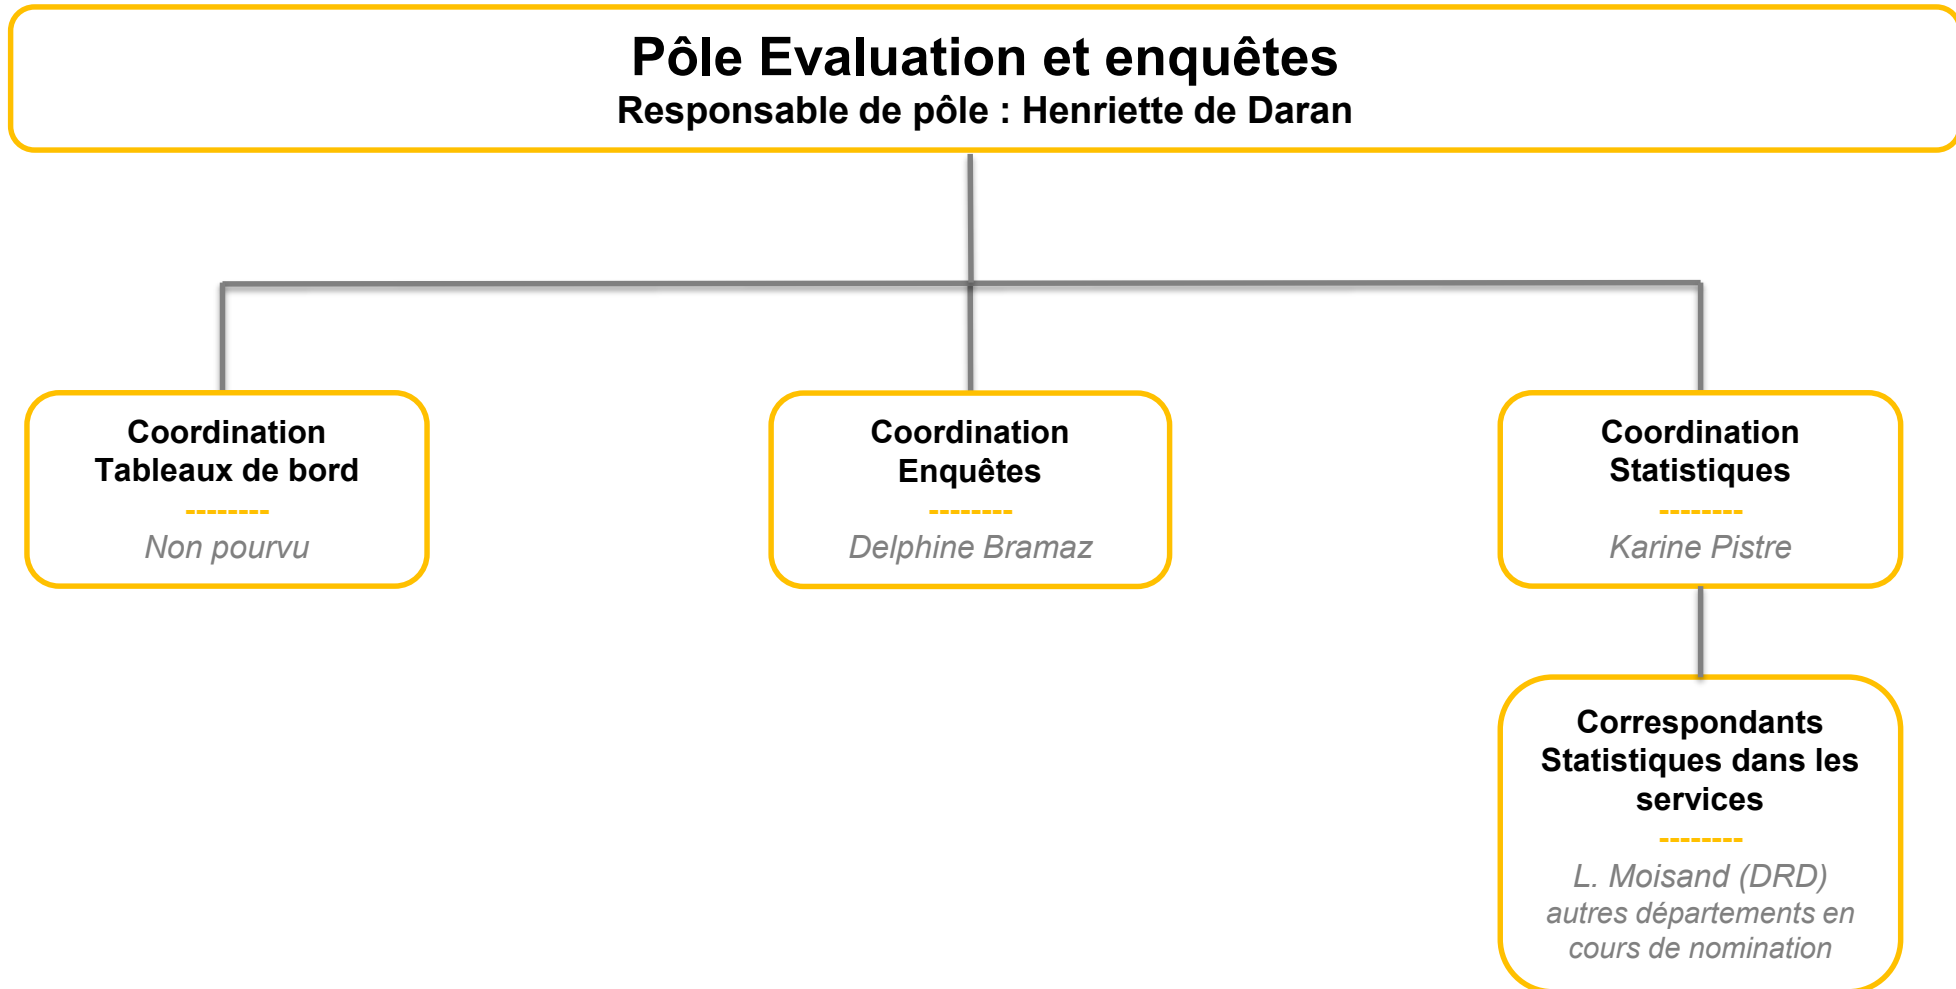 Pôle Evaluation et enquêtes
Responsable de pôle : Henriette de Daran
Coordination
Tableaux de bord
--------
Non pourvu
Coordination
Enquêtes
--------
Delphine Bramaz
Coordination
Statistiques
--------
Karine Pistre
Correspondants
Statistiques dans les
services
--------
L. Moisand (DRD)
autres départements en
cours de nomination